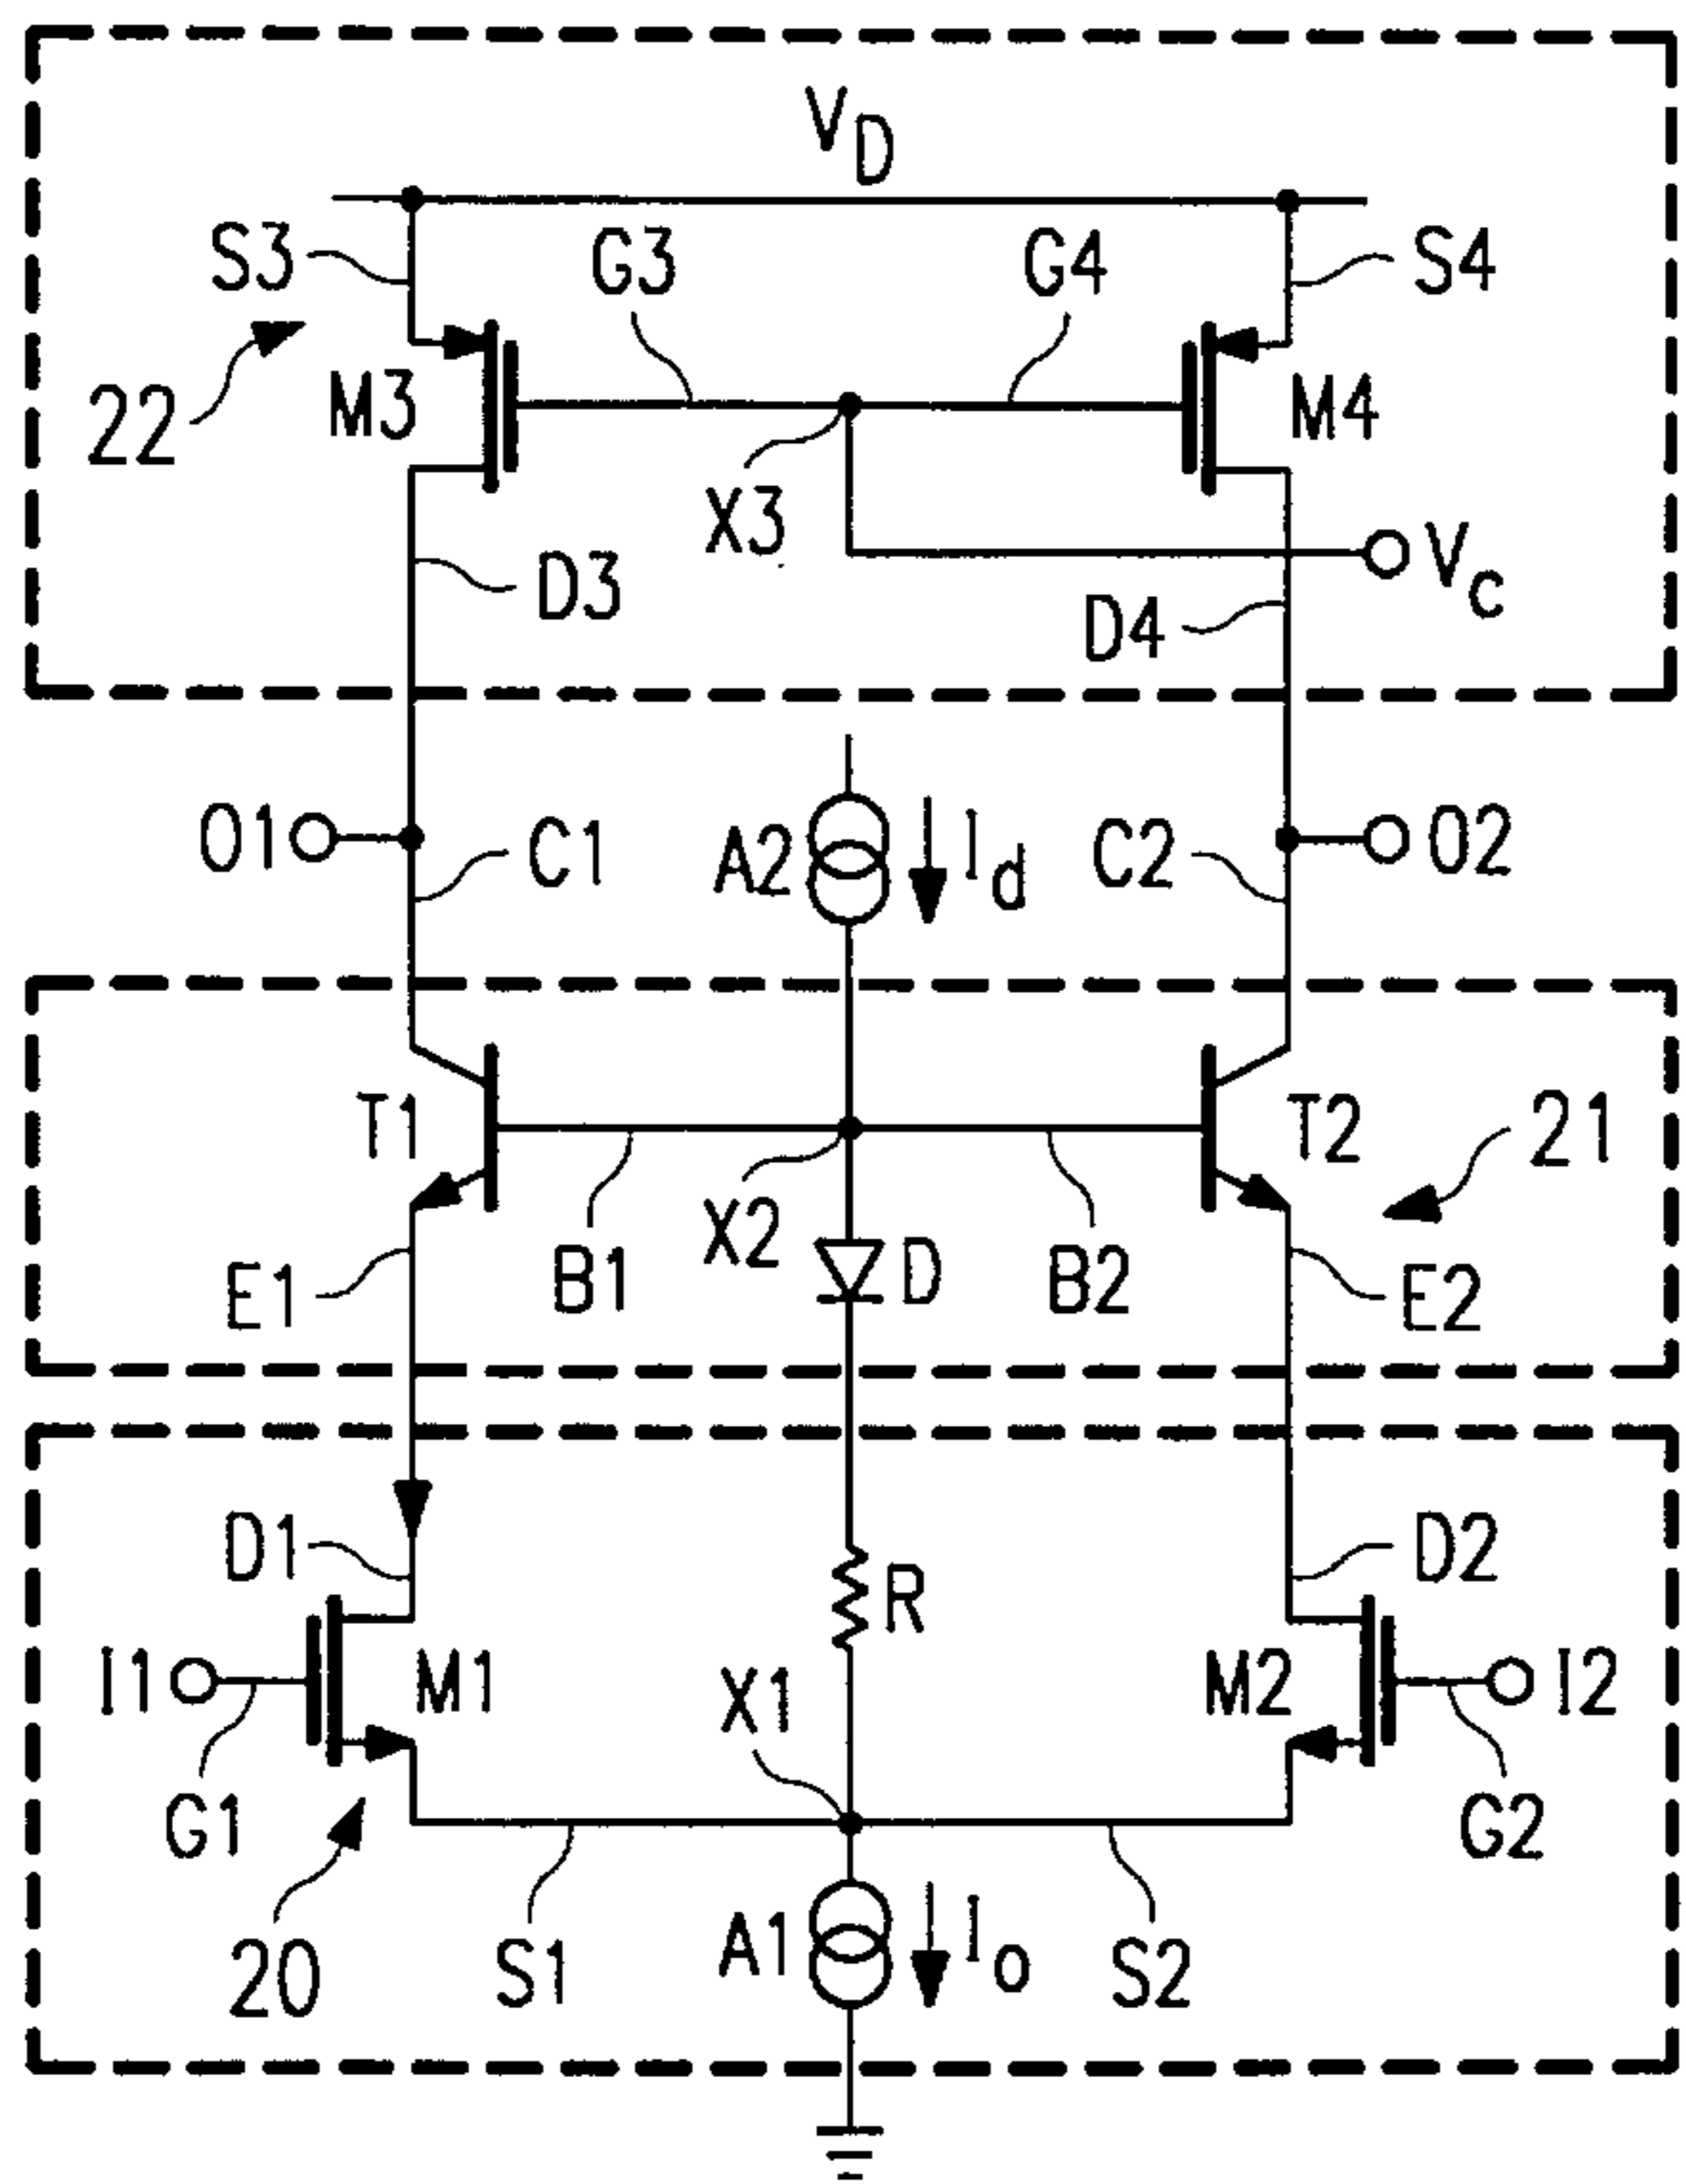 V_D
S3 G3 G4 S4
22 M3 M4
X3 V_C
D3 D4
O1 C1 A2 I_d C2 O2
T1 T2 21
X2
E1 B1 D B2 E2
D1 R D2
I1 M1 X1 M2 I2
G1 G2
20 S1 A1 I_o S2